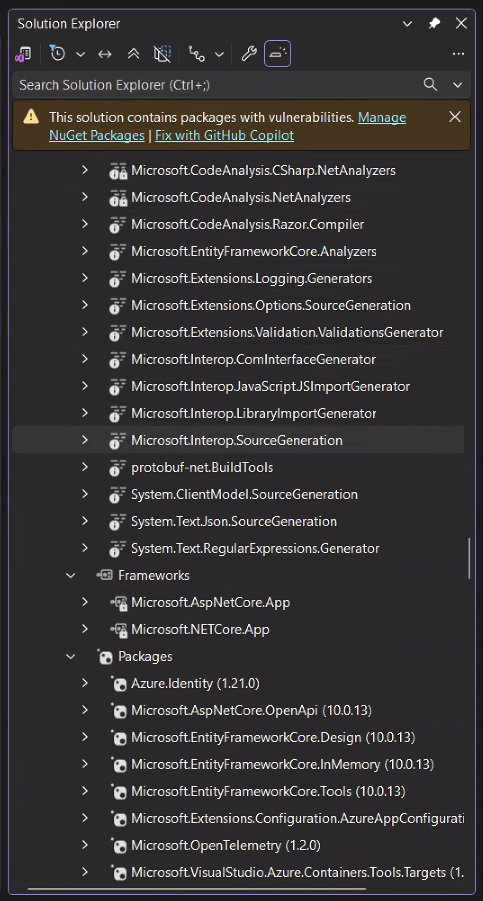 Solution Explorer
Search Solution Explorer (Ctrl+;)
This solution contains packages with vulnerabilities. Manage
NuGet Packages | Fix with GitHub Copilot
Microsoft.CodeAnalysis.CSharp.NetAnalyzers
Microsoft.CodeAnalysis.NetAnalyzers
Microsoft.CodeAnalysis.Razor.Compiler
Microsoft.EntityFrameworkCore.Analyzers
Microsoft.Extensions.Logging.Generators
Microsoft.Extensions.Options.SourceGeneration
Microsoft.Extensions.Validation.ValidationsGenerator
Microsoft.Interop.ComInterfaceGenerator
Microsoft.Interop.JavaScript.JSImportGenerator
Microsoft.Interop.LibraryImportGenerator
Microsoft.Interop.SourceGeneration
protobuf-net.BuildTools
System.ClientModel.SourceGeneration
System.Text.Json.SourceGeneration
System.Text.RegularExpressions.Generator
Frameworks
Microsoft.AspNetCore.App
Microsoft.NETCore.App
Packages
Azure.Identity (1.21.0)
Microsoft.AspNetCore.OpenApi (10.0.13)
Microsoft.EntityFrameworkCore.Design (10.0.13)
Microsoft.EntityFrameworkCore.InMemory (10.0.13)
Microsoft.EntityFrameworkCore.Tools (10.0.13)
Microsoft.Extensions.Configuration.AzureAppConfigurati
Microsoft.OpenTelemetry (1.2.0)
Microsoft.VisualStudio.Azure.Containers.Tools.Targets (1.